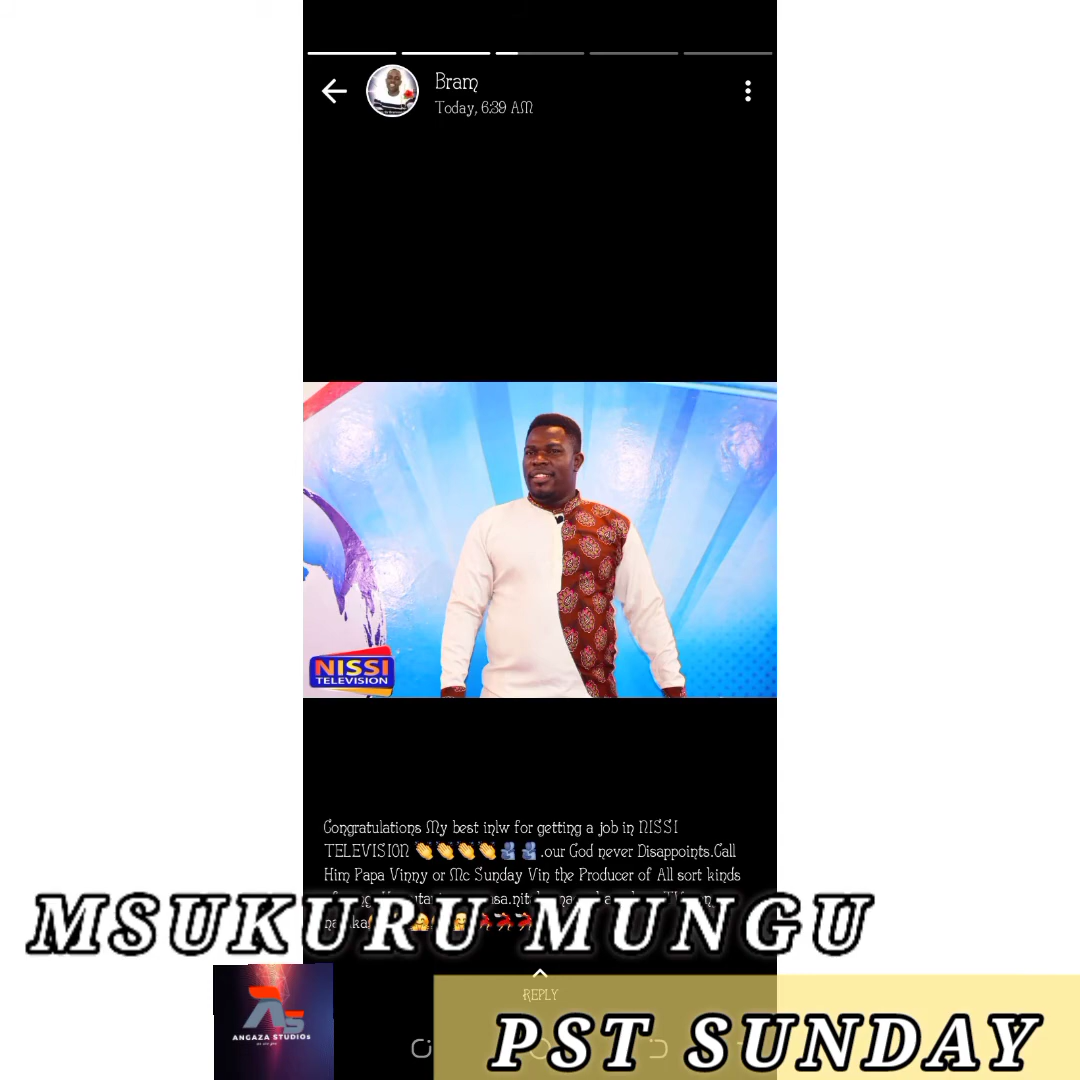 Bram
Today, 6:39 AM
NISSI
TELEVISION
Congratulations My best inlw for getting a job in NISSI
TELEVISION 👏👏👏👏🫂🫂.our God never Disappoints.Call
Him Papa Vinny or Mc Sunday Vin the Producer of All sort kinds
MSUKURU MUNGU
REPLY
ANGAZA STUDIOs
PST SUNDAY